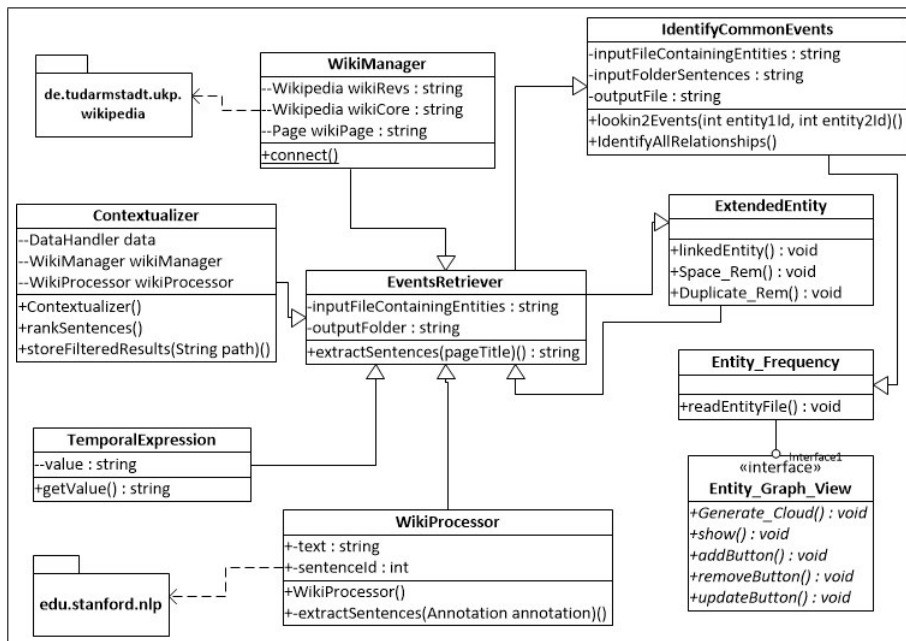 IdentifyCommonEvents
-inputFileContainingEntities : string
-inputFolderSentences : string
-outputFile : string
+lookin2Events(int entity1Id, int entity2Id)()
+IdentifyAllRelationships()
WikiManager
--Wikipedia wikiRevs : string
--Wikipedia wikiCore : string
--Page wikiPage : string
+connect()
de.tudarmstadt.ukp.
wikipedia
Contextualizer
--DataHandler data
--WikiManager wikiManager
--WikiProcessor wikiProcessor
+Contextualizer()
+rankSentences()
+storeFilteredResults(String path)()
EventsRetriever
-inputFileContainingEntities : string
-outputFolder : string
+extractSentences(pageTitle)() : string
ExtendedEntity
+linkedEntity() : void
+Space_Rem() : void
+Duplicate_Rem() : void
Entity_Frequency
+readEntityFile() : void
Interface1
«interface»
Entity_Graph_View
+Generate_Cloud() : void
+show() : void
+addButton() : void
+removeButton() : void
+updateButton() : void
TemporalExpression
--value : string
+getValue() : string
WikiProcessor
+-text : string
+-sentenceId : int
+WikiProcessor()
+-extractSentences(Annotation annotation)()
edu.stanford.nlp